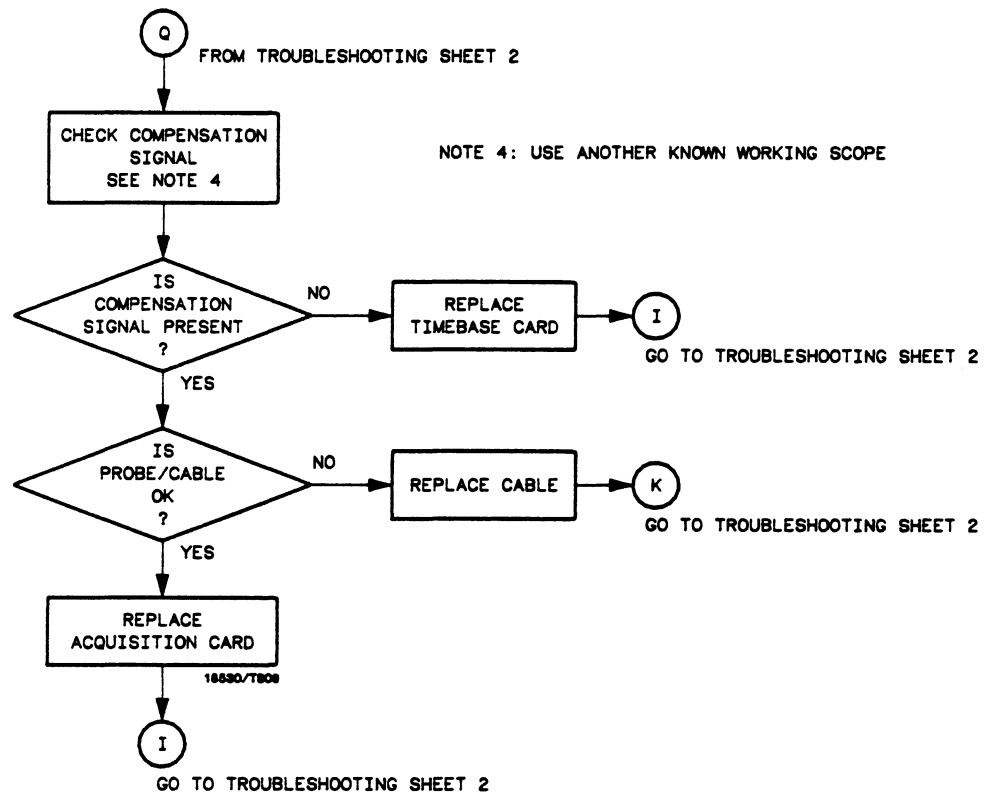 Q
FROM TROUBLESHOOTING SHEET 2
CHECK COMPENSATION
SIGNAL
SEE NOTE 4
NOTE 4: USE ANOTHER KNOWN WORKING SCOPE
IS
COMPENSATION
SIGNAL PRESENT
?
NO
REPLACE
TIMEBASE CARD
I
GO TO TROUBLESHOOTING SHEET 2
YES
IS
PROBE/CABLE
OK
?
NO
REPLACE CABLE
K
GO TO TROUBLESHOOTING SHEET 2
YES
REPLACE
ACQUISITION CARD
I
GO TO TROUBLESHOOTING SHEET 2